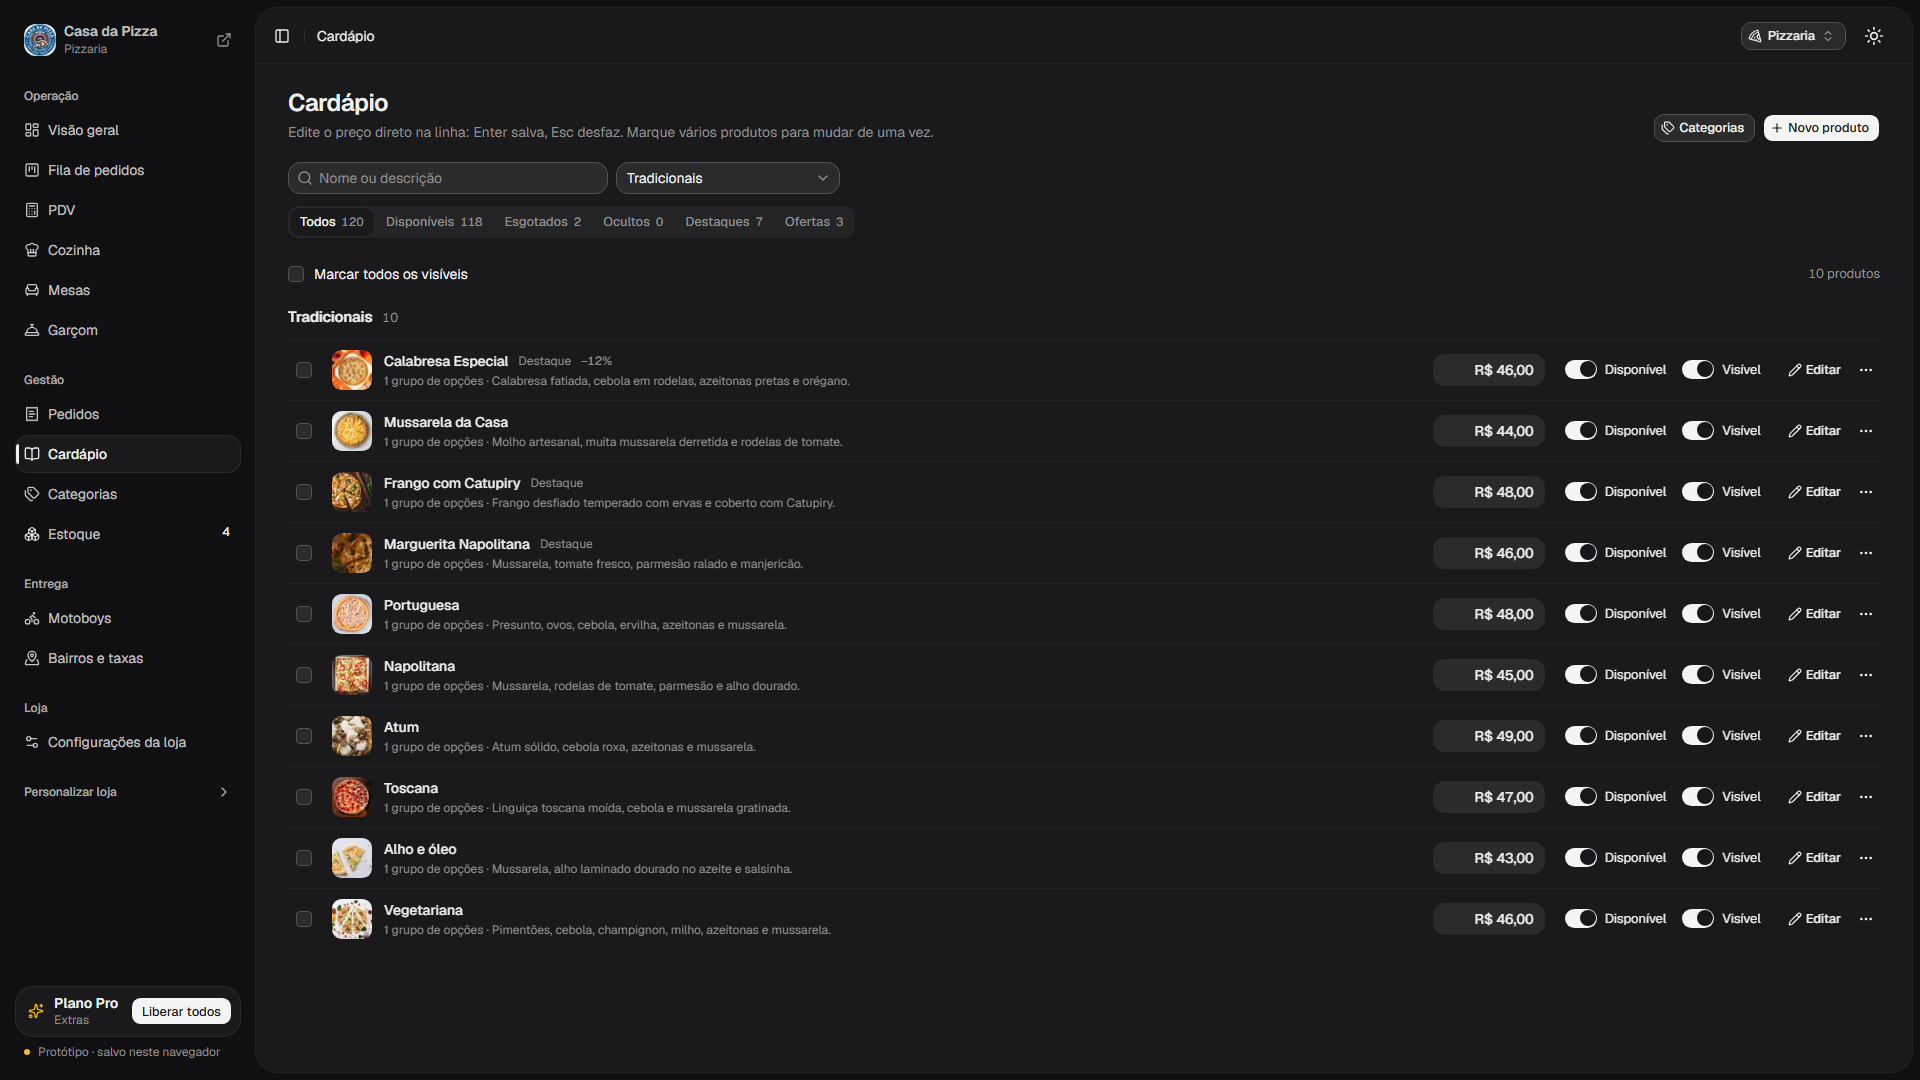 Casa da Pizza
Pizzaria
Operação
Visão geral
Fila de pedidos
PDV
Cozinha
Mesas
Garçom
Gestão
Pedidos
Cardápio
Categorias
Estoque 4
Entrega
Motoboys
Bairros e taxas
Loja
Configurações da loja
Personalizar loja
Plano Pro
Extras
Liberar todos
Protótipo · salvo neste navegador
Cardápio
Pizzaria
Cardápio
Edite o preço direto na linha: Enter salva, Esc desfaz. Marque vários produtos para mudar de uma vez.
Categorias
+ Novo produto
Nome ou descrição
Tradicionais
Todos 120 Disponíveis 118 Esgotados 2 Ocultos 0 Destaques 7 Ofertas 3
Marcar todos os visíveis
10 produtos
Tradicionais 10
Calabresa Especial Destaque −12%
1 grupo de opções · Calabresa fatiada, cebola em rodelas, azeitonas pretas e orégano.
R$ 46,00 Disponível Visível Editar
Mussarela da Casa
1 grupo de opções · Molho artesanal, muita mussarela derretida e rodelas de tomate.
R$ 44,00 Disponível Visível Editar
Frango com Catupiry Destaque
1 grupo de opções · Frango desfiado temperado com ervas e coberto com Catupiry.
R$ 48,00 Disponível Visível Editar
Marguerita Napolitana Destaque
1 grupo de opções · Mussarela, tomate fresco, parmesão ralado e manjericão.
R$ 46,00 Disponível Visível Editar
Portuguesa
1 grupo de opções · Presunto, ovos, cebola, ervilha, azeitonas e mussarela.
R$ 48,00 Disponível Visível Editar
Napolitana
1 grupo de opções · Mussarela, rodelas de tomate, parmesão e alho dourado.
R$ 45,00 Disponível Visível Editar
Atum
1 grupo de opções · Atum sólido, cebola roxa, azeitonas e mussarela.
R$ 49,00 Disponível Visível Editar
Toscana
1 grupo de opções · Linguiça toscana moída, cebola e mussarela gratinada.
R$ 47,00 Disponível Visível Editar
Alho e óleo
1 grupo de opções · Mussarela, alho laminado dourado no azeite e salsinha.
R$ 43,00 Disponível Visível Editar
Vegetariana
1 grupo de opções · Pimentões, cebola, champignon, milho, azeitonas e mussarela.
R$ 46,00 Disponível Visível Editar